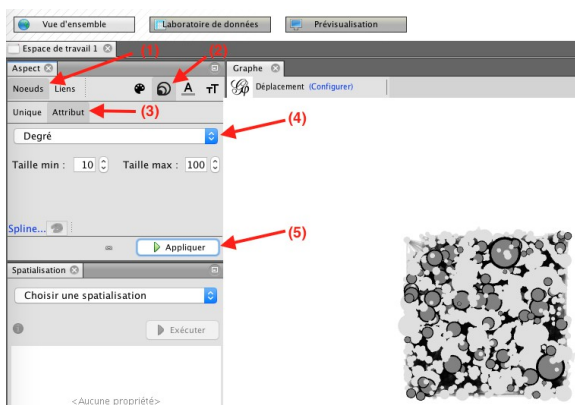 Vue d'ensemble Laboratoire de données Prévisualisation
Espace de travail 1
(1) (2)
Aspect Graphe
Noeuds Liens A TT Déplacement (Configurer)
Unique Attribut (3)
Degré (4)
Taille min : 10 Taille max : 100
Spline...
Appliquer (5)
Spatialisation
Choisir une spatialisation
Exécuter
<Aucune propriété>